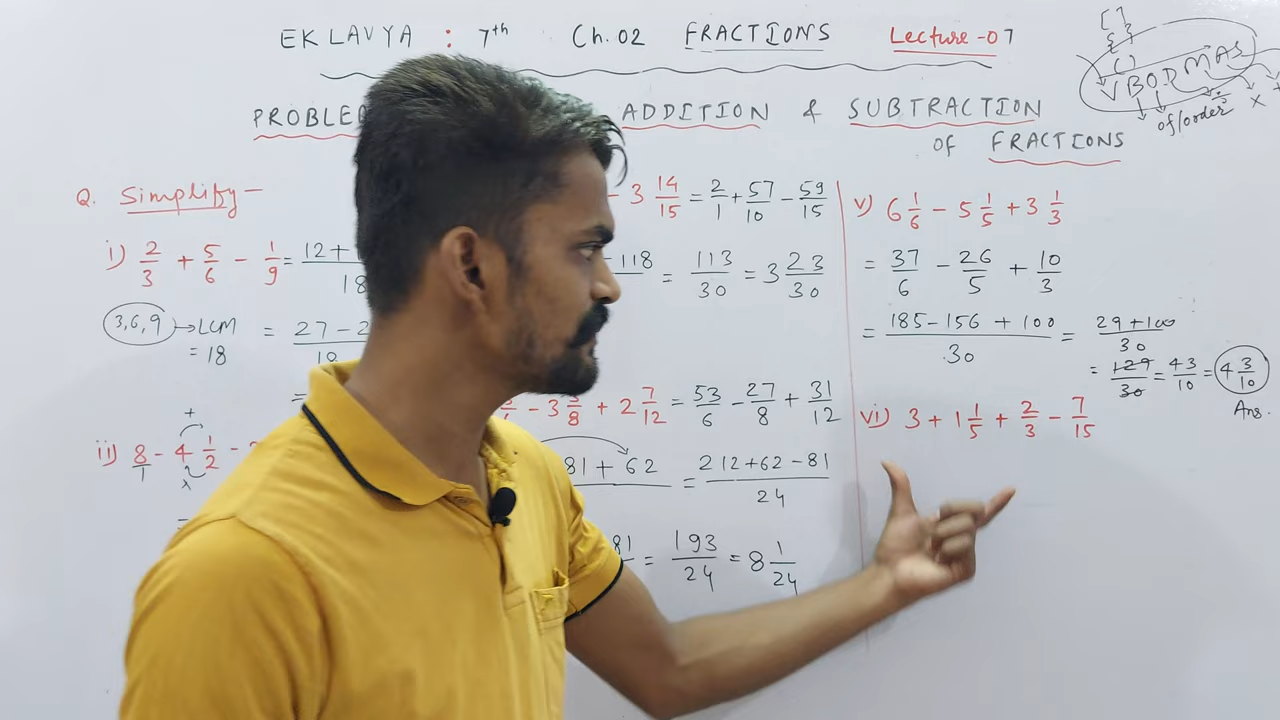 EKLAVYA : 7th Ch. 02 FRACTIONS Lecture -07
[ ]
{ }
( )
VBODMAS
of/order
÷ x
ADDITION & SUBTRACTION
of FRACTIONS
Q. Simplify-
i) 2/3 + 5/6 - 1/9 = 12+
18
3,6,9 → LCM
= 18
= 27-2
ii) 8/1 - 4 1/2 -
+
x
- 3 14/15 = 2/1 + 57/10 - 59/15
-118 = 113/30 = 3 23/30
- 3 3/8 + 2 7/12 = 53/6 - 27/8 + 31/12
81+62 = 212+62-81/24
81 = 193/24 = 8 1/24
v) 6 1/6 - 5 1/5 + 3 1/3
= 37/6 - 26/5 + 10/3
= 185-156+100/30 = 29+100/30
= 129/30 = 43/10 = 4 3/10
Ans.
vi) 3 + 1 1/5 + 2/3 - 7/15